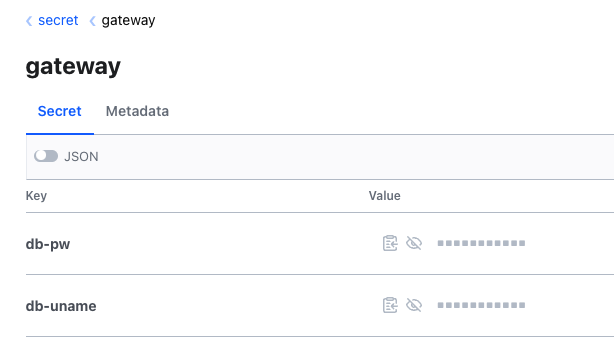 secret gateway
gateway
Secret Metadata
JSON
Key Value
db-pw
db-uname